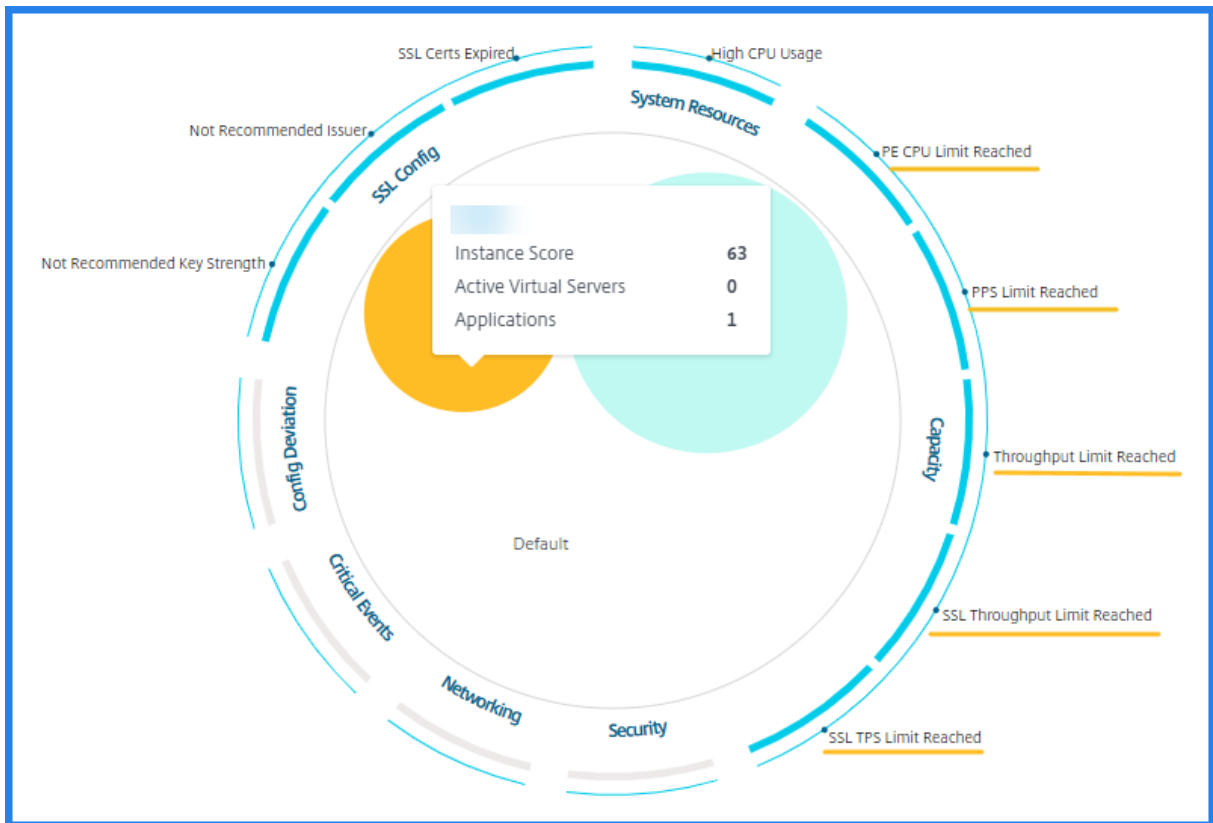 SSL Certs Expired
High CPU Usage
System Resources
Not Recommended Issuer
PE CPU Limit Reached
SSL Config
Not Recommended Key Strength
Instance Score 63
Active Virtual Servers 0
Applications 1
PPS Limit Reached
Config Deviation
Capacity
Throughput Limit Reached
Default
Critical Events
SSL Throughput Limit Reached
Networking
Security
SSL TPS Limit Reached